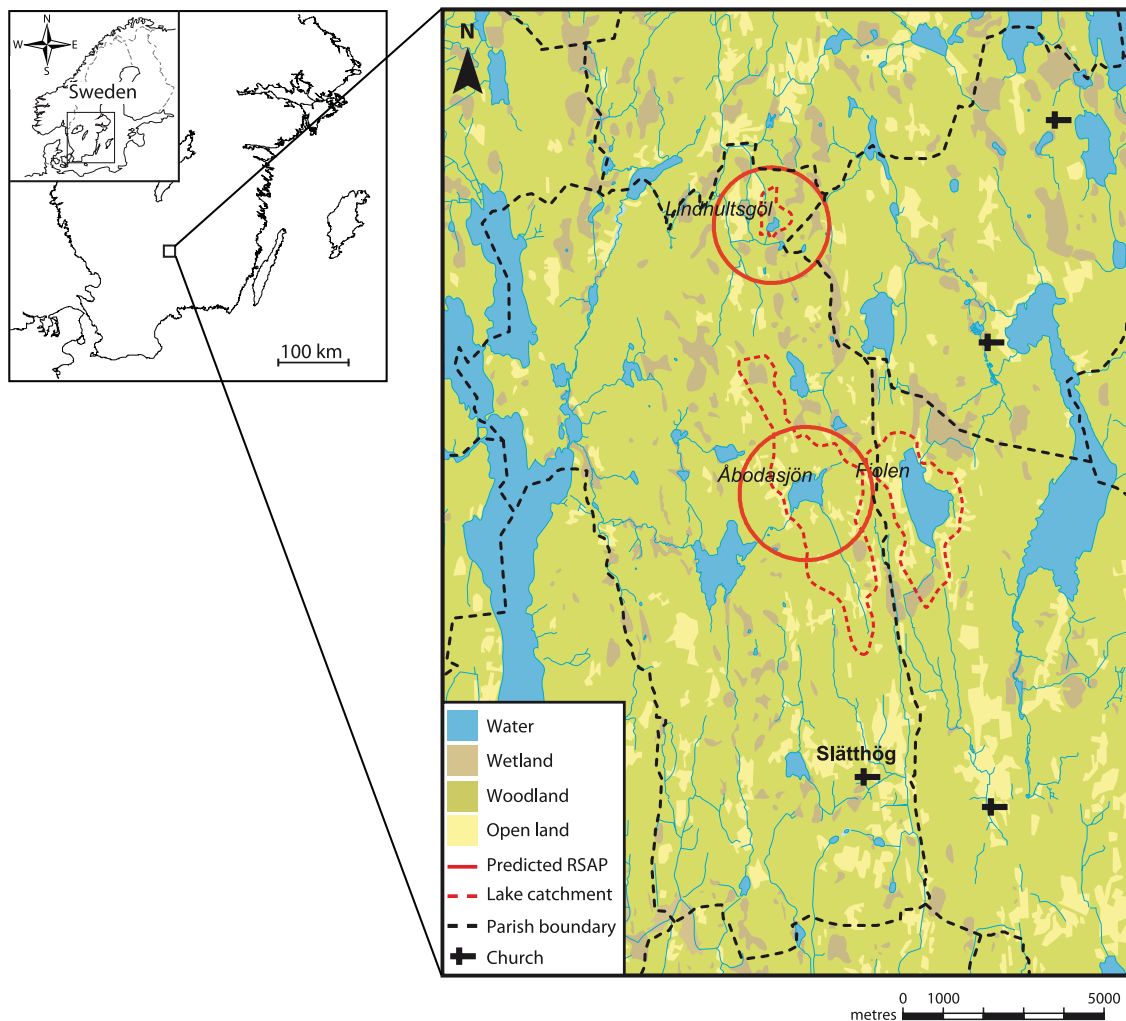 N
W
E
S
Sweden
100 km
N
Lindhultsgöl
Åbodasjön
Fiolen
Slätthög
Water
Wetland
Woodland
Open land
Predicted RSAP
Lake catchment
Parish boundary
Church
0 1000 5000
metres